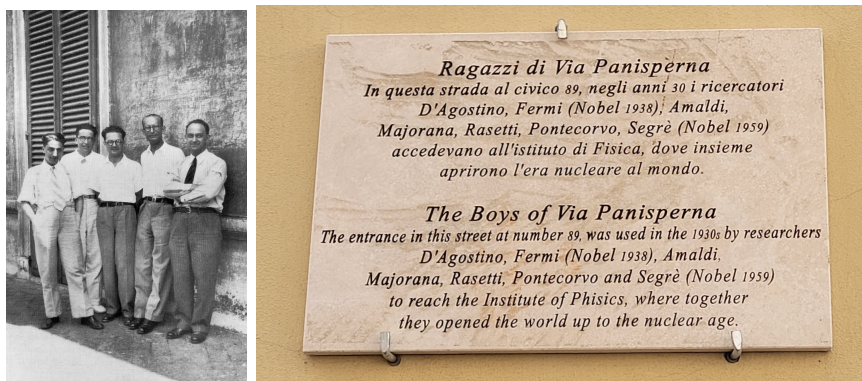 Ragazzi di Via Panisperna
In questa strada al civico 89, negli anni 30 i ricercatori
D'Agostino, Fermi (Nobel 1938), Amaldi,
Majorana, Rasetti, Pontecorvo, Segrè (Nobel 1959)
accedevano all'istituto di Fisica, dove insieme
aprirono l'era nucleare al mondo.
The Boys of Via Panisperna
The entrance in this street at number 89, was used in the 1930s by researchers
D'Agostino, Fermi (Nobel 1938), Amaldi,
Majorana, Rasetti, Pontecorvo and Segrè (Nobel 1959)
to reach the Institute of Phisics, where together
they opened the world up to the nuclear age.